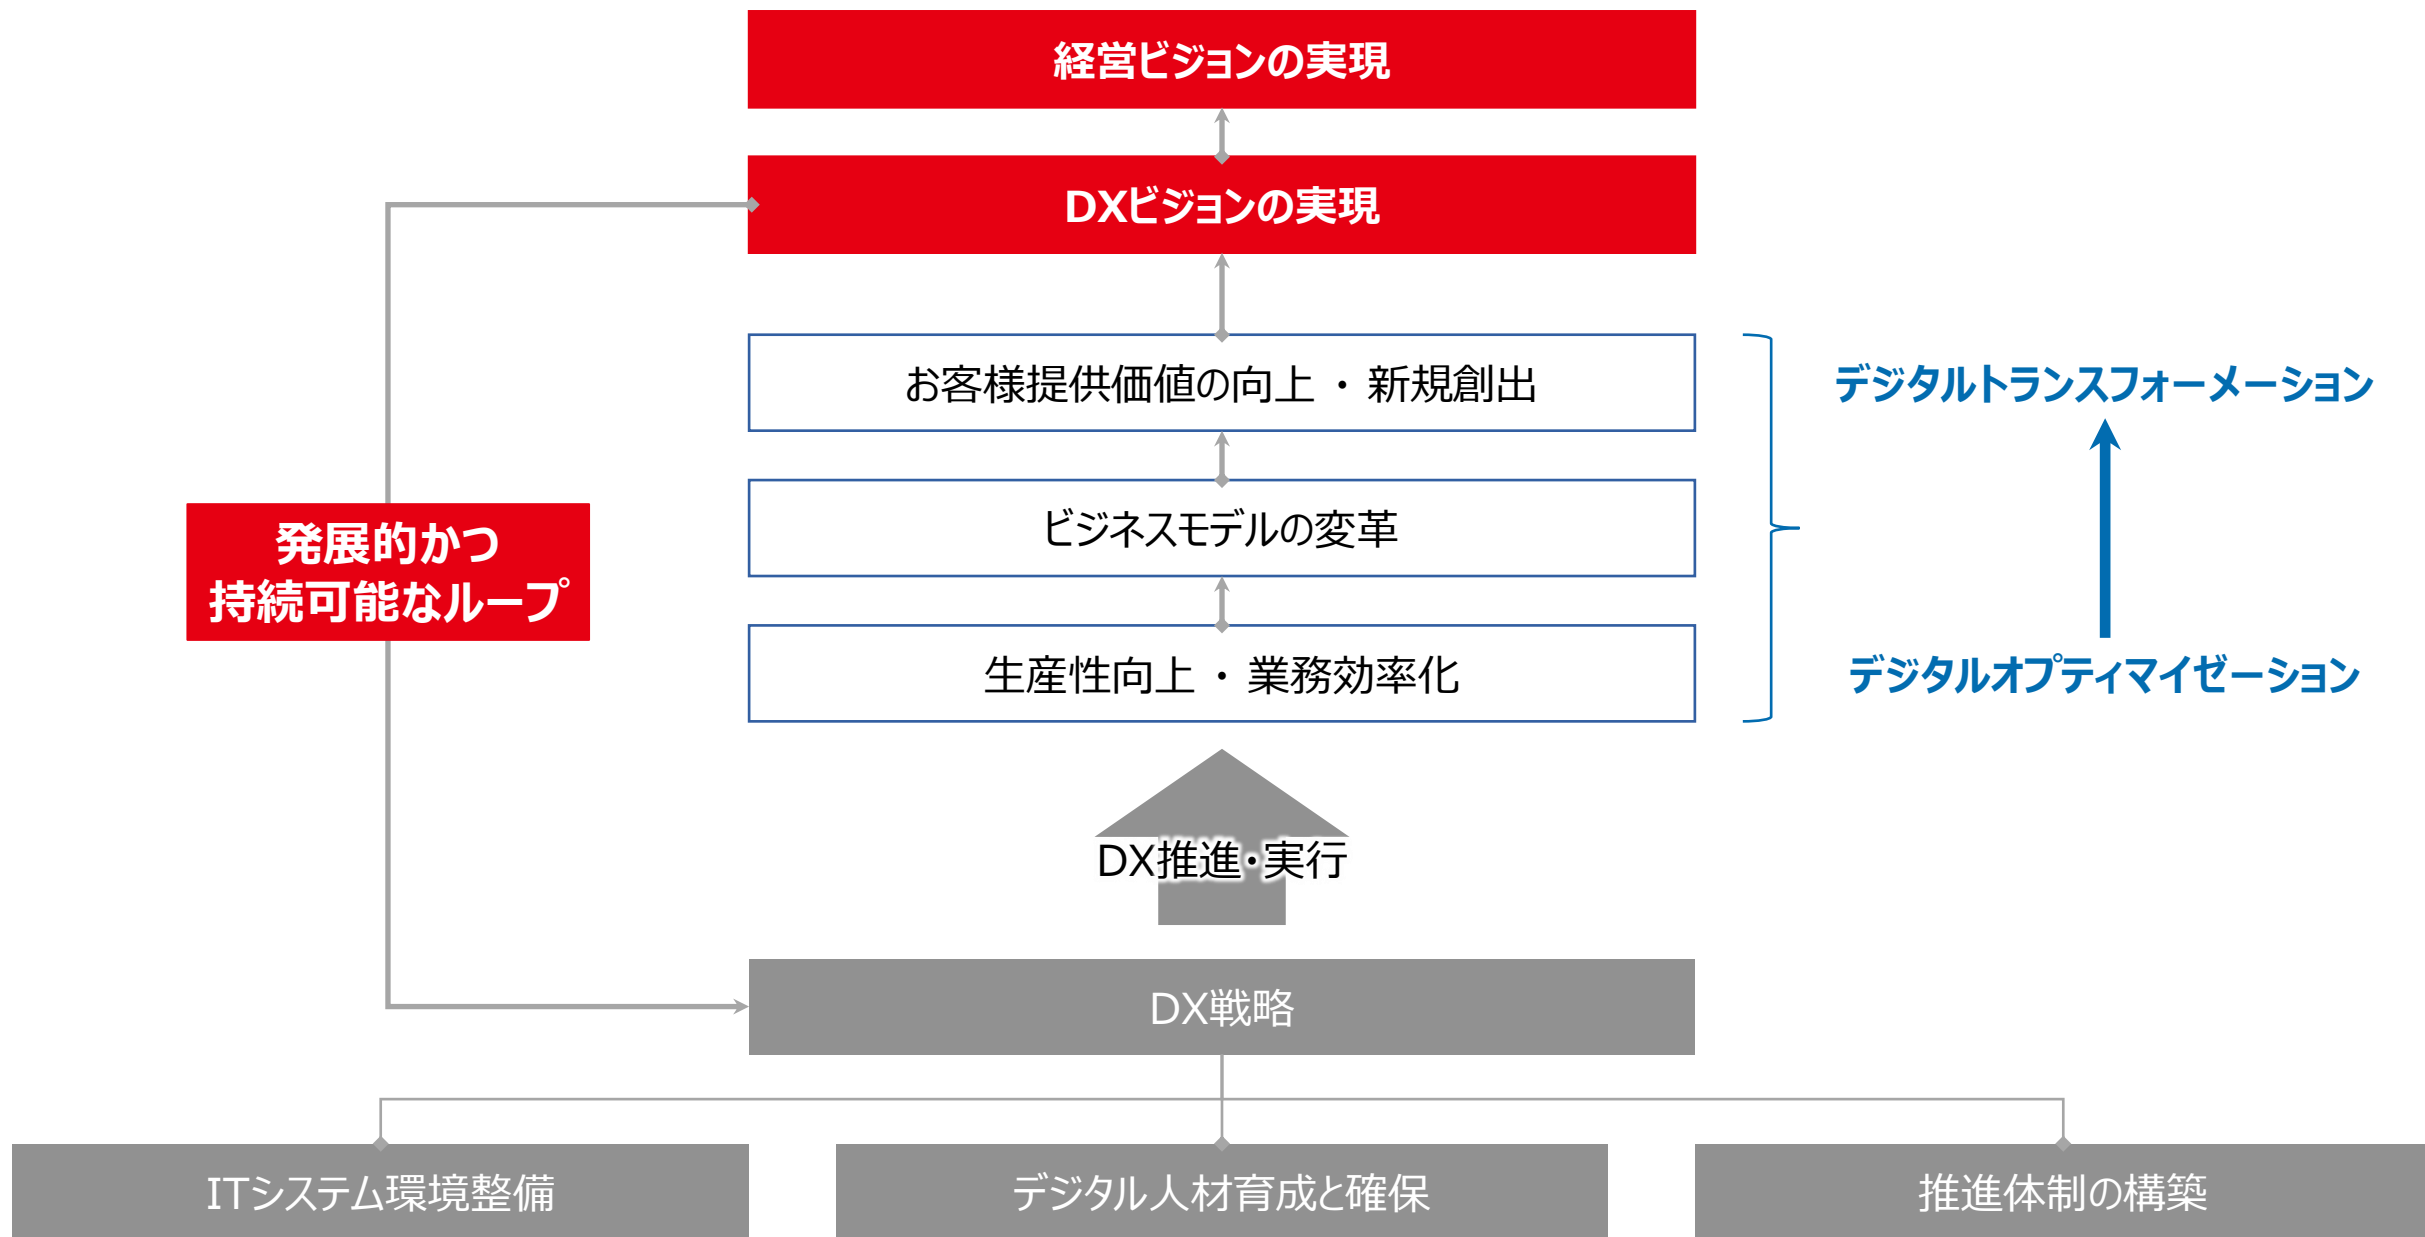 経営ビジョンの実現
DXビジョンの実現
お客様提供価値の向上 ・ 新規創出
デジタルトランスフォーメーション
ビジネスモデルの変革
発展的かつ
持続可能なループ
生産性向上 ・ 業務効率化
デジタルオプティマイゼーション
DX推進・実行
DX戦略
ITシステム環境整備
デジタル人材育成と確保
推進体制の構築